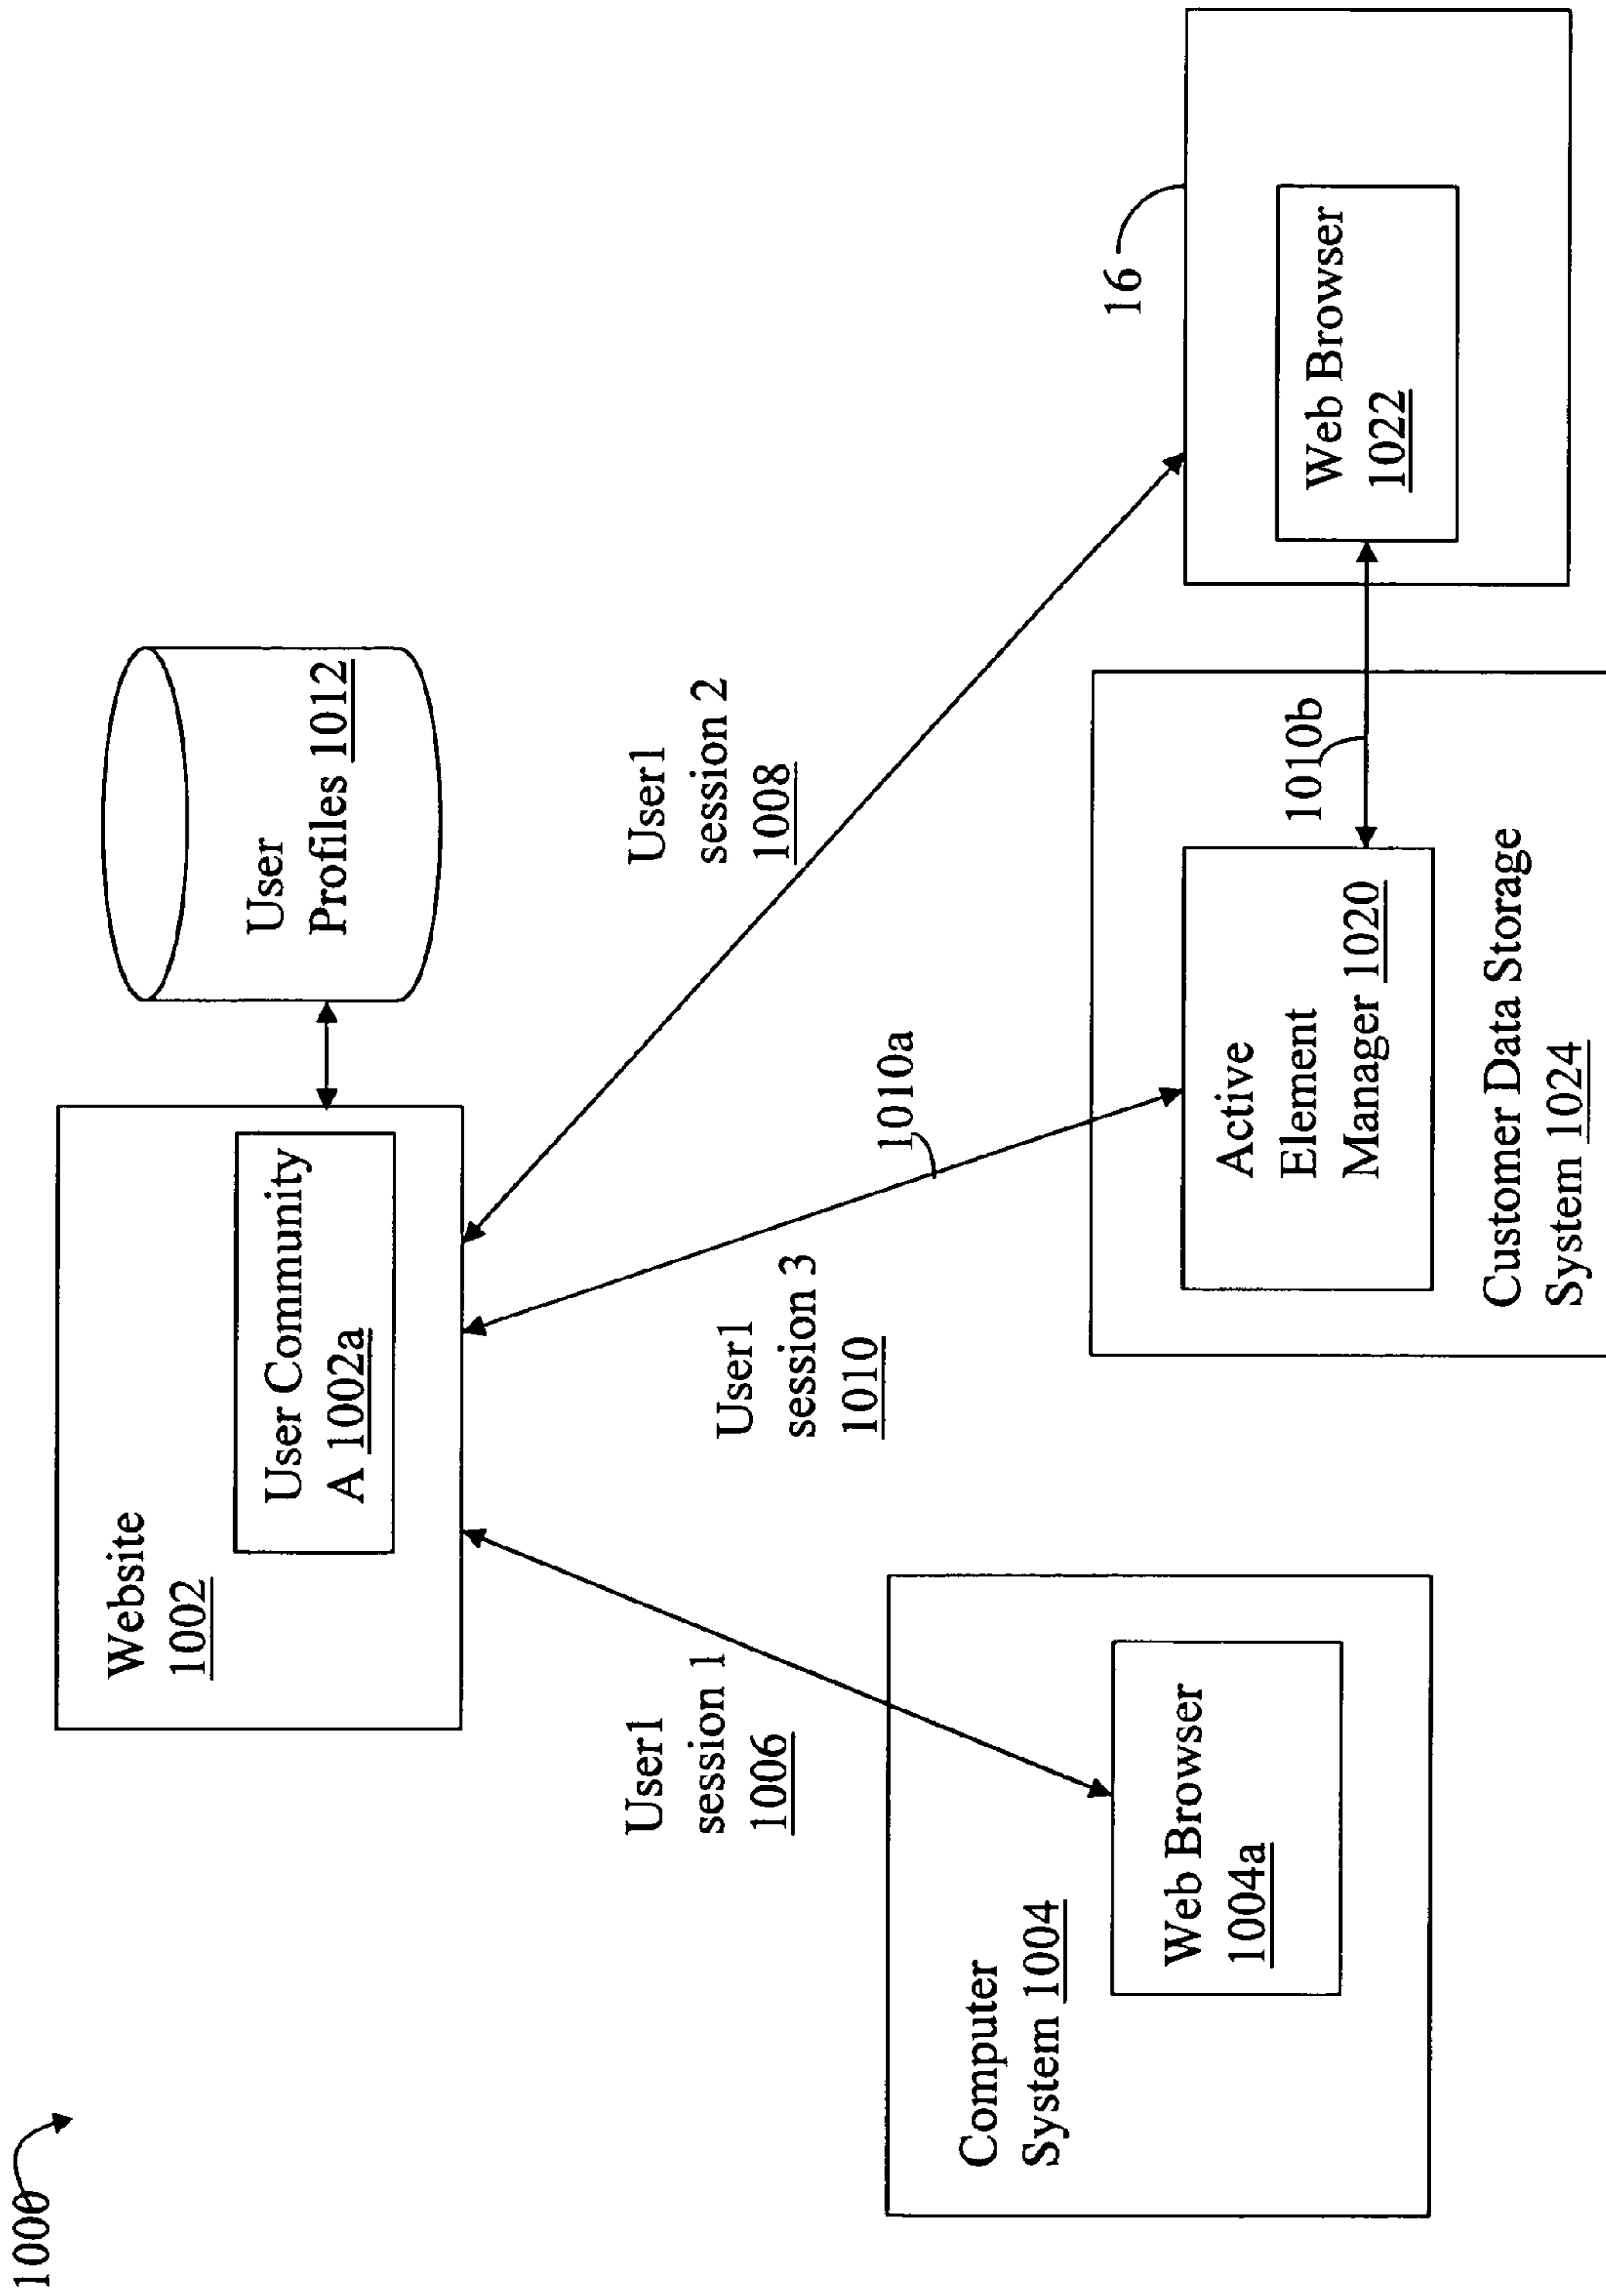 1000
Website
1002
User Community
A 1002a
User
Profiles 1012
User1
session 1
1006
User1
session 3
1010
1010a
User1
session 2
1008
Computer
System 1004
Web Browser
1004a
Active
Element
Manager 1020
Customer Data Storage
System 1024
1010b
16
Web Browser
1022